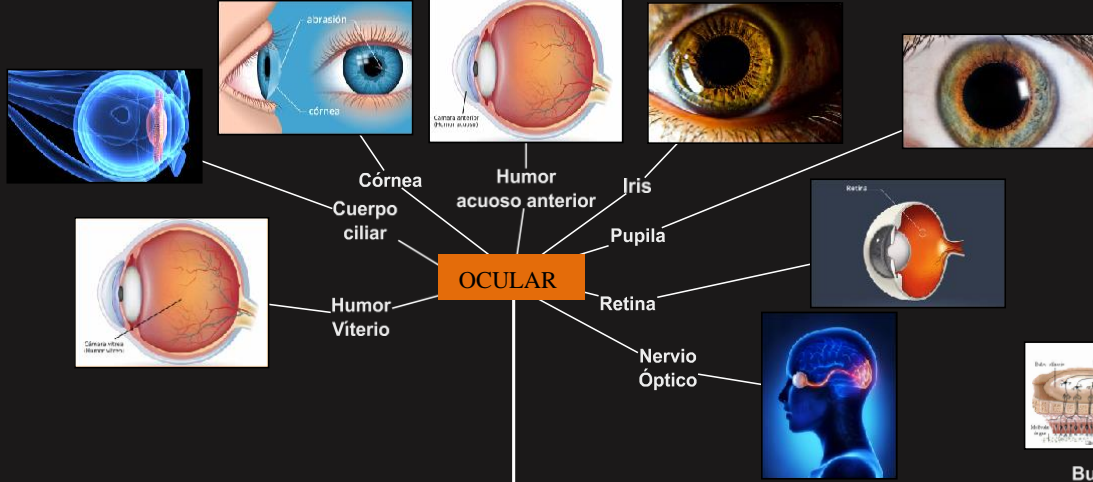 abrasión
córnea
Cámara anterior
(Humor acuoso)
Córnea
Humor
acuoso anterior
Iris
Cuerpo
ciliar
Pupila
Retina
OCULAR
Humor
Víterio
Retina
Cámara vítrea
(Humor vítreo)
Nervio
Óptico
Bu